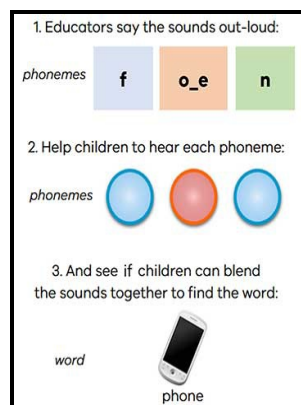 1. Educators say the sounds out-loud:
phonemes f o_e n
2. Help children to hear each phoneme:
phonemes
3. And see if children can blend
the sounds together to find the word:
word
phone